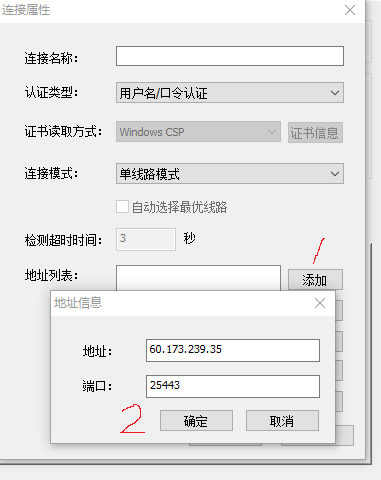 连接属性
连接名称：
认证类型： 用户名/口令认证
证书读取方式： Windows CSP 证书信息
连接模式： 单线路模式
自动选择最优线路
检测超时时间： 3 秒
1
地址列表： 添加
地址信息
地址： 60.173.239.35
端口： 25443
2 确定 取消